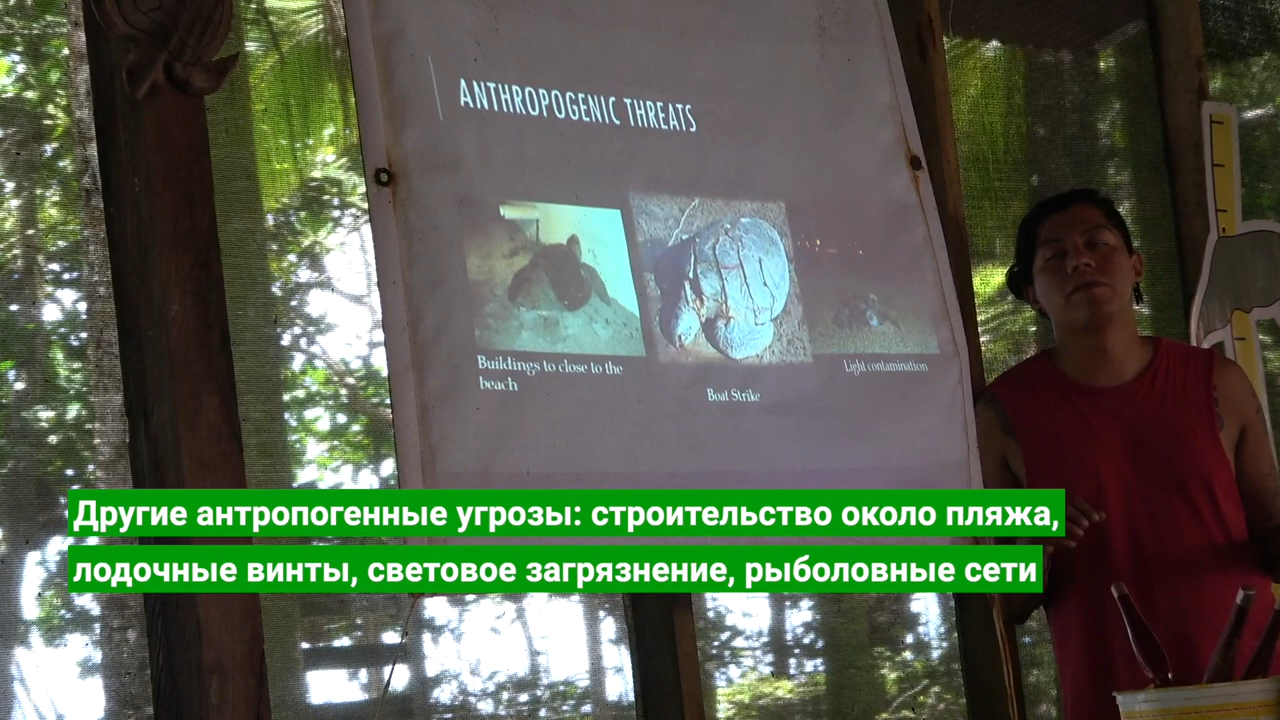 ANTHROPOGENIC THREATS
Buildings to close to the
beach
Boat Strike
Light contamination
Другие антропогенные угрозы: строительство около пляжа,
лодочные винты, световое загрязнение, рыболовные сети